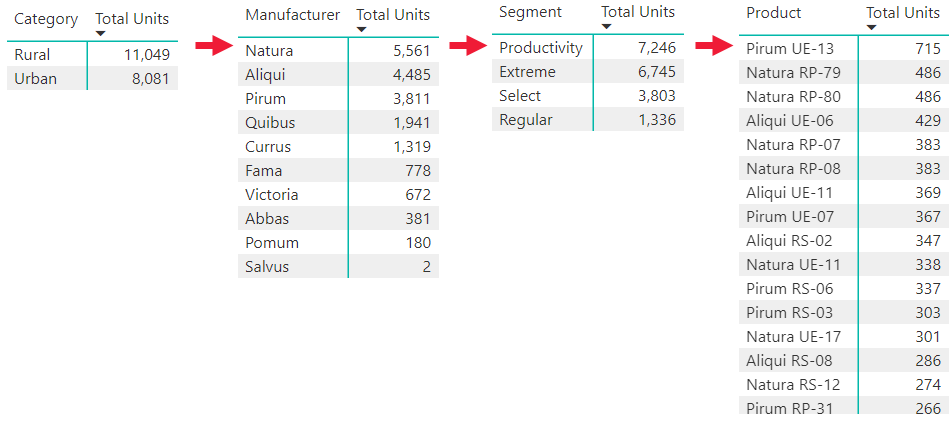 Category Total Units
Rural 11,049
Urban 8,081
Manufacturer Total Units
Natura 5,561
Aliqui 4,485
Pirum 3,811
Quibus 1,941
Currus 1,319
Fama 778
Victoria 672
Abbas 381
Pomum 180
Salvus 2
Segment Total Units
Productivity 7,246
Extreme 6,745
Select 3,803
Regular 1,336
Product Total Units
Pirum UE-13 715
Natura RP-79 486
Natura RP-80 486
Aliqui UE-06 429
Natura RP-07 383
Natura RP-08 383
Aliqui UE-11 369
Pirum UE-07 367
Aliqui RS-02 347
Natura UE-11 338
Pirum RS-06 337
Pirum RS-03 303
Natura UE-17 301
Aliqui RS-08 286
Natura RS-12 274
Pirum RP-31 266